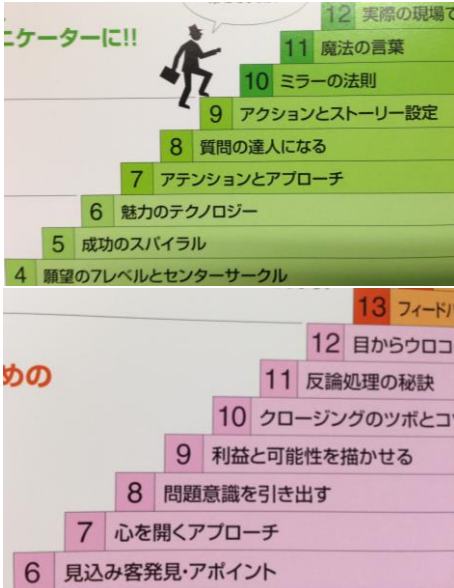 12 実際の現場で
ニケーターに!!
11 魔法の言葉
10 ミラーの法則
9 アクションとストーリー設定
8 質問の達人になる
7 アテンションとアプローチ
6 魅力のテクノロジー
5 成功のスパイラル
4 願望の7レベルとセンターサークル
13 フィードバ
12 目からウロコ
めの
11 反論処理の秘訣
10 クロージングのツボとコツ
9 利益と可能性を描かせる
8 問題意識を引き出す
7 心を開くアプローチ
6 見込み客発見・アポイント